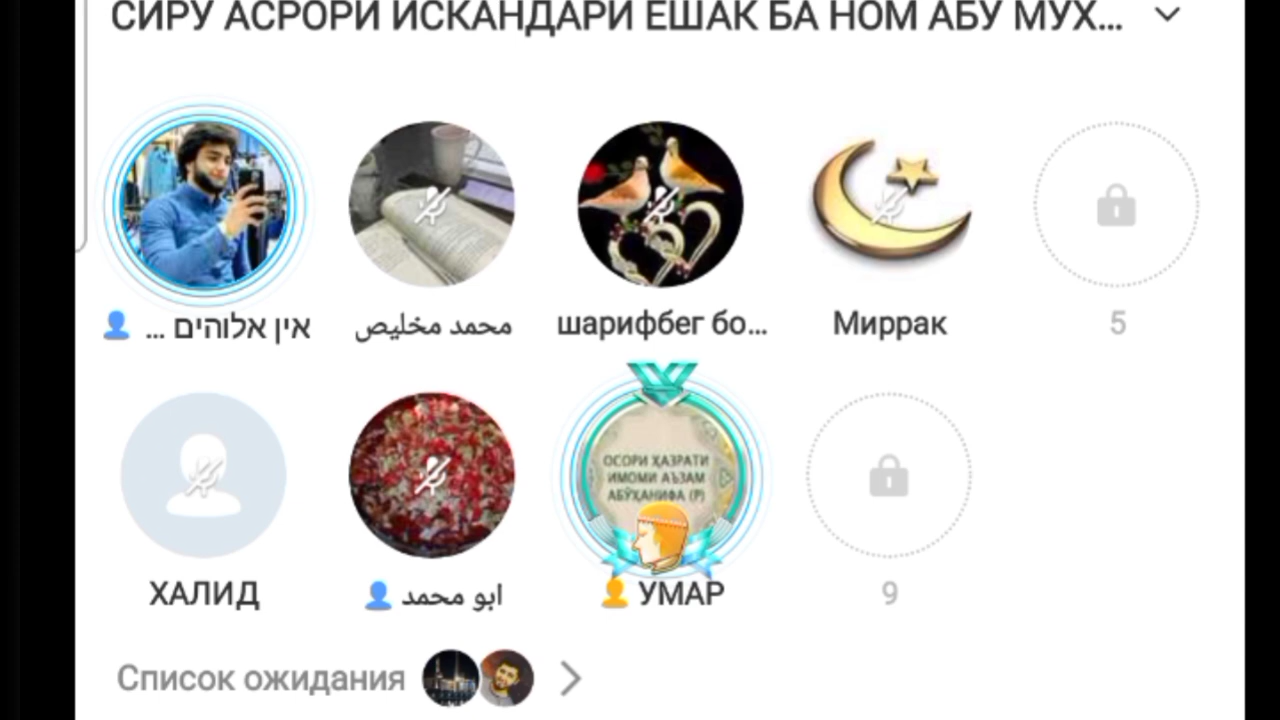 СИРУ АСРОРИ ИСКАНДАРИ ЕШАК БА НОМ АБУ МУХ...
אין אלוהים ...
محمد مخليص
шарифбег бо...
Миррак
5
ОСОРИ ҲАЗРАТИ
ИМОМИ АЪЗАМ
АБӮҲАНИФА (Р)
ХАЛИД
ابو محمد
УМАР
9
Список ожидания